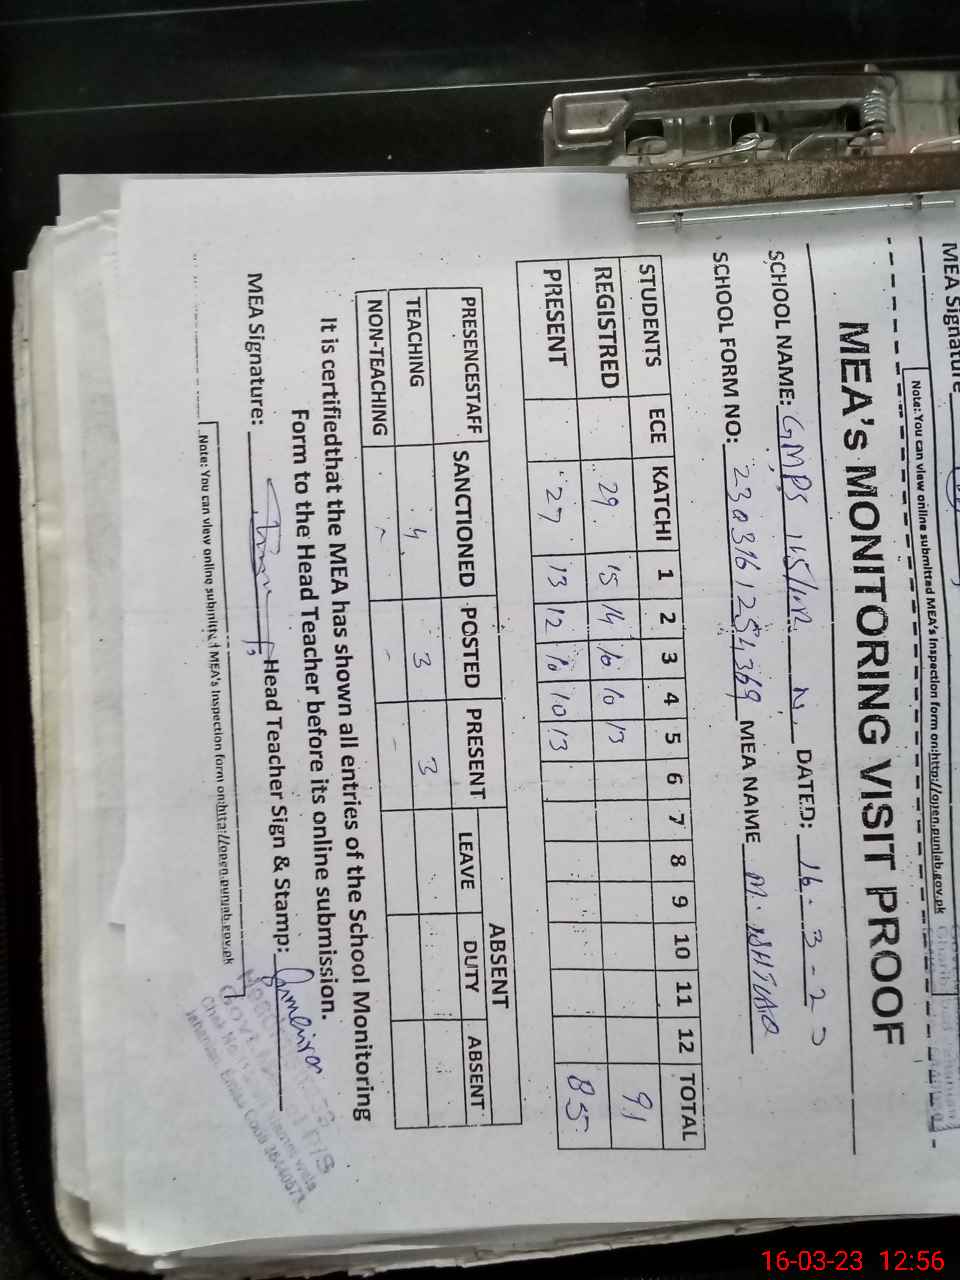 MEA Signature
Note: You can view online submitted MEA's Inspection form on:http://open.punjab.gov.pk
MEA's MONITORING VISIT PROOF
SCHOOL NAME: GMPS DATED: 16-3-23
SCHOOL FORM NO: MEA NAME M. ISHTIAQ
STUDENTS ECE KATCHI 1 2 3 4 5 6 7 8 9 10 11 12 TOTAL
REGISTRED 29 15 14 10 10 13 91
PRESENT 27 13 12 10 10 13 85
ABSENT
PRESENCESTAFF SANCTIONED POSTED PRESENT LEAVE DUTY ABSENT
TEACHING 4 3 3
NON-TEACHING - - -
It is certifiedthat the MEA has shown all entries of the School Monitoring
Form to the Head Teacher before its online submission.
MEA Signature: Head Teacher Sign & Stamp:
Note: You can view online submitted MEA's Inspection form on:http://open.punjab.gov.pk
16-03-23 12:56